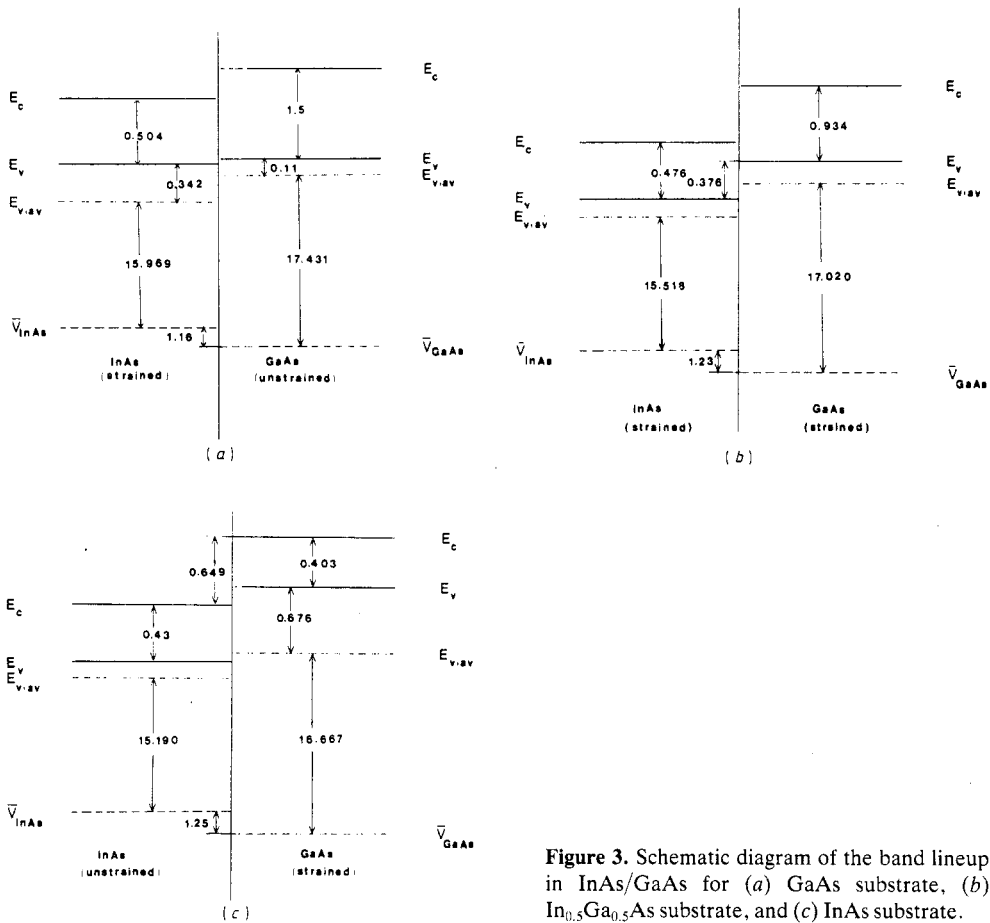 E_c
1.5
E_c
0.504
E_v
0.11
E_v
E_v,av
0.342
E_v,av
15.969
17.431
V̄_InAs
1.16
V̄_GaAs
InAs
(strained)
GaAs
(unstrained)
(a)
E_c
0.934
E_c
0.476
0.376
E_v
E_v,av
E_v
E_v,av
15.518
17.020
V̄_InAs
1.23
V̄_GaAs
InAs
(strained)
GaAs
(strained)
(b)
E_c
0.649
0.403
E_v
E_c
0.43
0.676
E_v
E_v,av
E_v,av
15.190
16.667
V̄_InAs
1.25
V̄_GaAs
InAs
(unstrained)
GaAs
(strained)
(c)
Figure 3. Schematic diagram of the band lineup
in InAs/GaAs for (a) GaAs substrate, (b)
In₀.₅Ga₀.₅As substrate, and (c) InAs substrate.